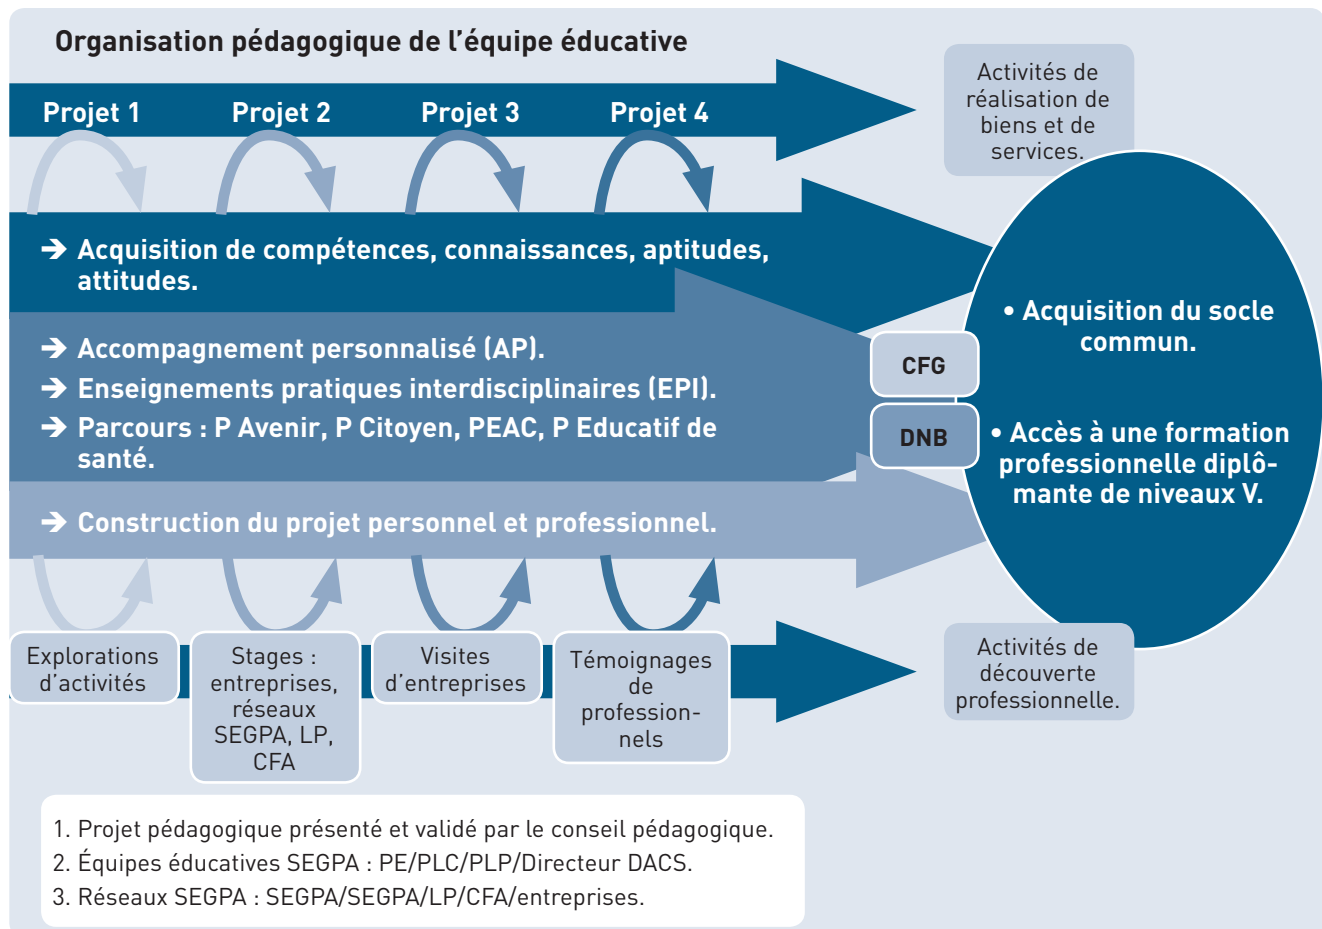 Organisation pédagogique de l'équipe éducative
Projet 1
Projet 2
Projet 3
Projet 4
Activités de
réalisation de
biens et de
services.
➔ Acquisition de compétences, connaissances, aptitudes,
attitudes.
➔ Accompagnement personnalisé (AP).
➔ Enseignements pratiques interdisciplinaires (EPI).
➔ Parcours : P Avenir, P Citoyen, PEAC, P Educatif de
santé.
➔ Construction du projet personnel et professionnel.
CFG
DNB
• Acquisition du socle
commun.
• Accès à une formation
professionnelle diplô-
mante de niveaux V.
Explorations
d'activités
Stages :
entreprises,
réseaux
SEGPA, LP,
CFA
Visites
d'entreprises
Témoignages
de
profession-
nels
Activités de
découverte
professionnelle.
1. Projet pédagogique présenté et validé par le conseil pédagogique.
2. Équipes éducatives SEGPA : PE/PLC/PLP/Directeur DACS.
3. Réseaux SEGPA : SEGPA/SEGPA/LP/CFA/entreprises.